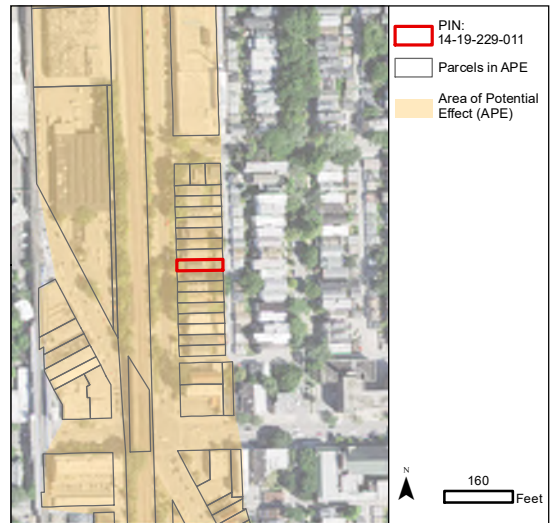 PIN:
14-19-229-011
Parcels in APE
Area of Potential
Effect (APE)
N
160
Feet